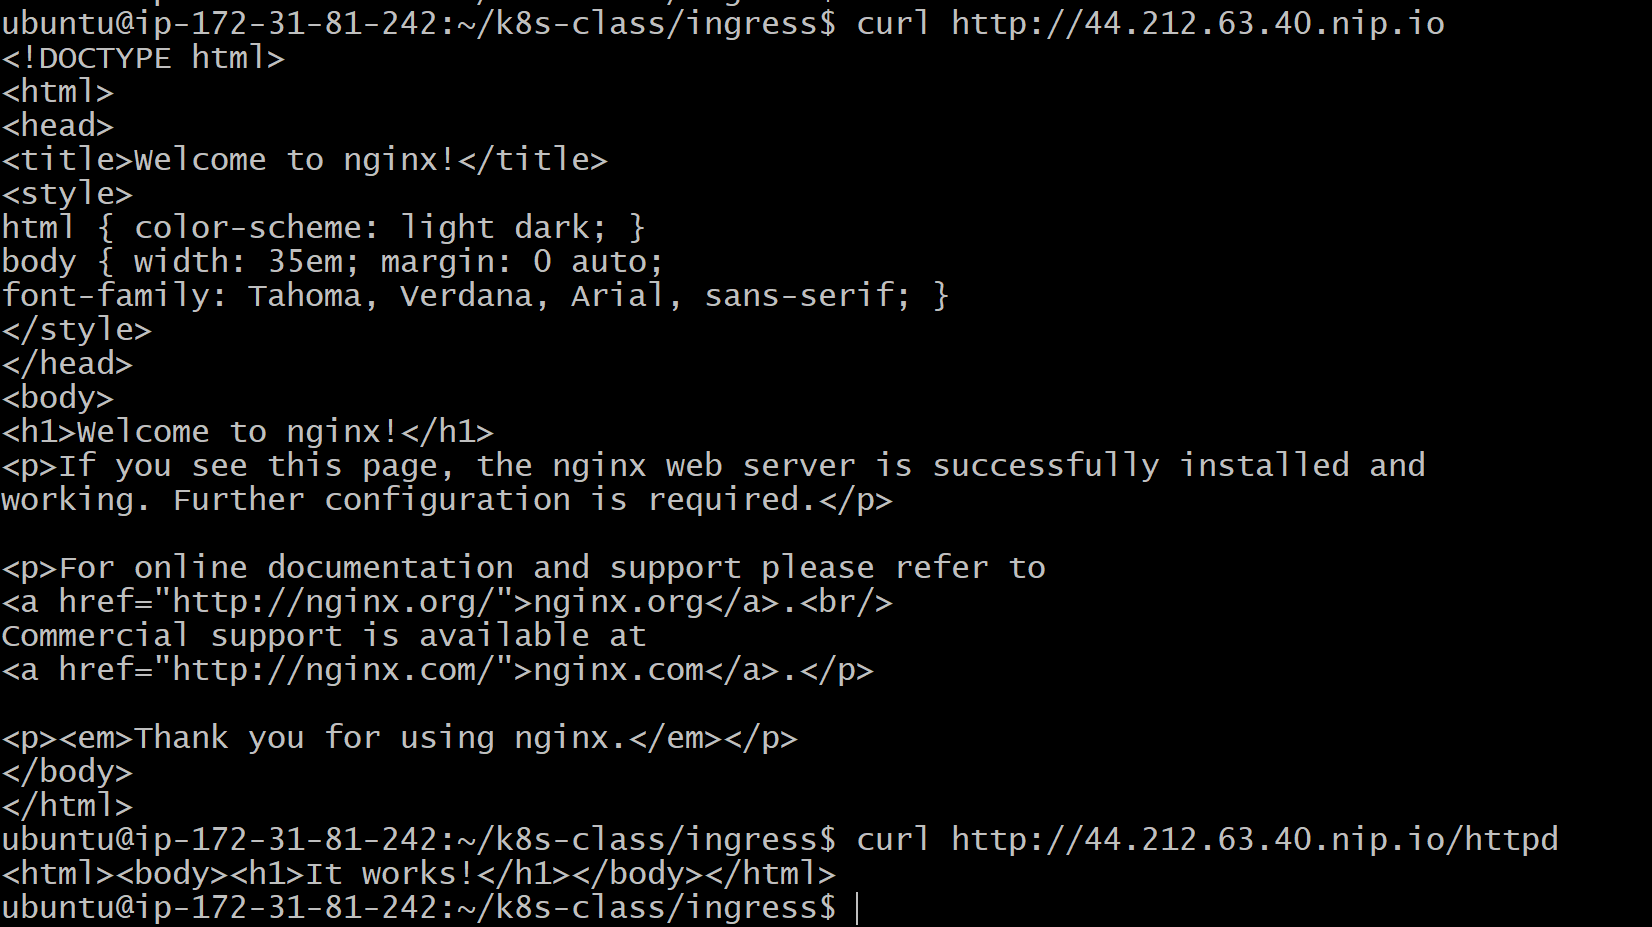 ubuntu@ip-172-31-81-242:~/k8s-class/ingress$ curl http://44.212.63.40.nip.io
<!DOCTYPE html>
<html>
<head>
<title>Welcome to nginx!</title>
<style>
html { color-scheme: light dark; }
body { width: 35em; margin: 0 auto;
font-family: Tahoma, Verdana, Arial, sans-serif; }
</style>
</head>
<body>
<h1>Welcome to nginx!</h1>
<p>If you see this page, the nginx web server is successfully installed and
working. Further configuration is required.</p>

<p>For online documentation and support please refer to
<a href="http://nginx.org/">nginx.org</a>.<br/>
Commercial support is available at
<a href="http://nginx.com/">nginx.com</a>.</p>

<p><em>Thank you for using nginx.</em></p>
</body>
</html>
ubuntu@ip-172-31-81-242:~/k8s-class/ingress$ curl http://44.212.63.40.nip.io/httpd
<html><body><h1>It works!</h1></body></html>
ubuntu@ip-172-31-81-242:~/k8s-class/ingress$